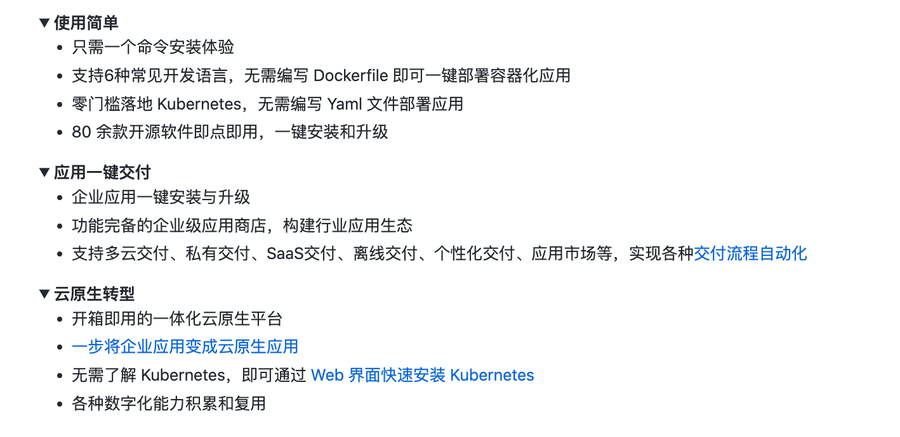 ▼使用简单
• 只需一个命令安装体验
• 支持6种常见开发语言，无需编写 Dockerfile 即可一键部署容器化应用
• 零门槛落地 Kubernetes，无需编写 Yaml 文件部署应用
• 80 余款开源软件即点即用，一键安装和升级
▼应用一键交付
• 企业应用一键安装与升级
• 功能完备的企业级应用商店，构建行业应用生态
• 支持多云交付、私有交付、SaaS交付、离线交付、个性化交付、应用市场等，实现各种交付流程自动化
▼云原生转型
• 开箱即用的一体化云原生平台
• 一步将企业应用变成云原生应用
• 无需了解 Kubernetes，即可通过 Web 界面快速安装 Kubernetes
• 各种数字化能力积累和复用